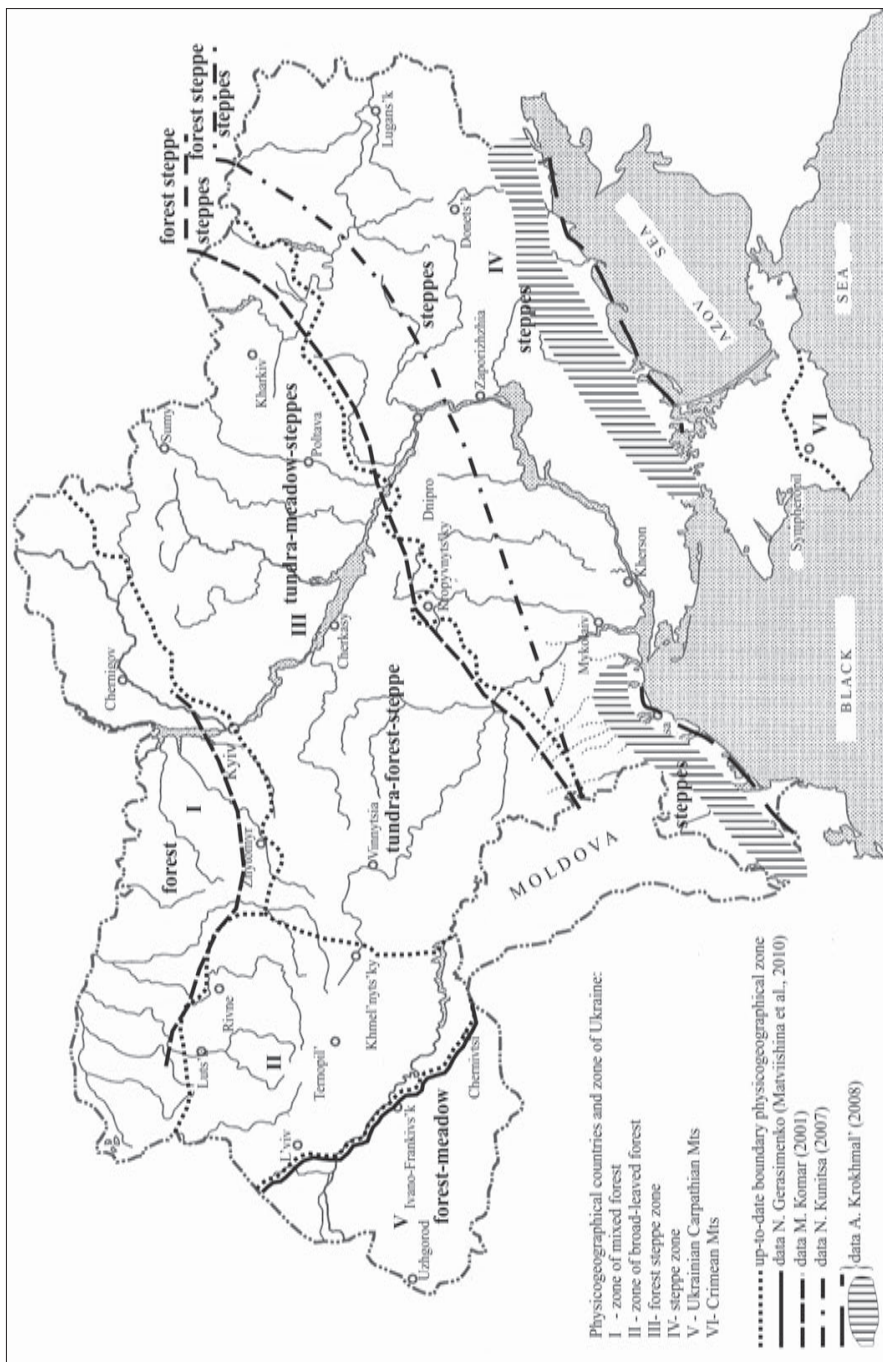 forest steppe
steppes
forest steppe
steppes
Lugans'k
Donets'k
IV
steppes
steppes
AZOV
SEA
Sumy
Kharkiv
Poltava
Zaporizhzhia
Dnipro
III
tundra-meadow-steppes
Chernigov
Cherkasy
Kropyvnyts'ky
Kherson
Mykolaiv
sa
steppes
Sympheropil
VI
BLACK
SEA
I
forest
Kyiv
Zhytomyr
Vinnytsia
tundra-forest-steppe
MOLDOVA
Luts'
Rivne
II
Ternopil'
Khmel'nyts'ky
Chernivtsi
L'viv
Ivano-Frankivs'k
V
forest-meadow
Uzhgorod
Physicogeographical countries and zone of Ukraine:
I - zone of mixed forest
II - zone of broad-leaved forest
III- forest steppe zone
IV- steppe zone
V - Ukrainian Carpathian Mts
VI- Crimean Mts
up-to-date boundary physicogeographical zone
data N. Gerasimenko (Matviishina et al., 2010)
data M. Komar (2001)
data N. Kunitsa (2007)
data A. Krokhmal' (2008)